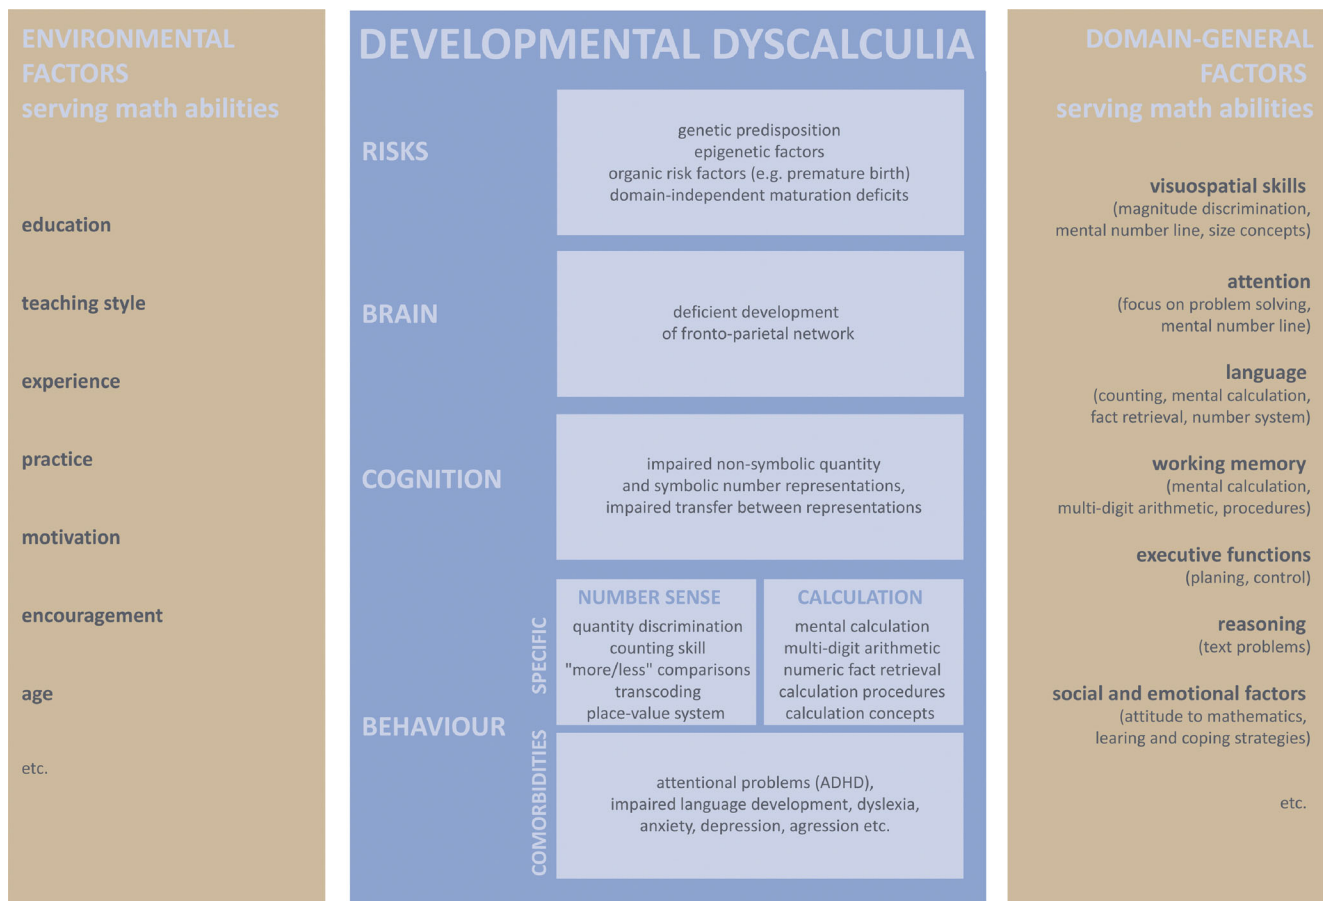 ENVIRONMENTAL
FACTORS
serving math abilities
education
teaching style
experience
practice
motivation
encouragement
age
etc.
DEVELOPMENTAL DYSCALCULIA
RISKS
genetic predisposition
epigenetic factors
organic risk factors (e.g. premature birth)
domain-independent maturation deficits
BRAIN
deficient development
of fronto-parietal network
COGNITION
impaired non-symbolic quantity
and symbolic number representations,
impaired transfer between representations
BEHAVIOUR
SPECIFIC
NUMBER SENSE
quantity discrimination
counting skill
"more/less" comparisons
transcoding
place-value system
CALCULATION
mental calculation
multi-digit arithmetic
numeric fact retrieval
calculation procedures
calculation concepts
COMORBIDITIES
attentional problems (ADHD),
impaired language development, dyslexia,
anxiety, depression, agression etc.
DOMAIN-GENERAL
FACTORS
serving math abilities
visuospatial skills
(magnitude discrimination,
mental number line, size concepts)
attention
(focus on problem solving,
mental number line)
language
(counting, mental calculation,
fact retrieval, number system)
working memory
(mental calculation,
multi-digit arithmetic, procedures)
executive functions
(planing, control)
reasoning
(text problems)
social and emotional factors
(attitude to mathematics,
learing and coping strategies)
etc.